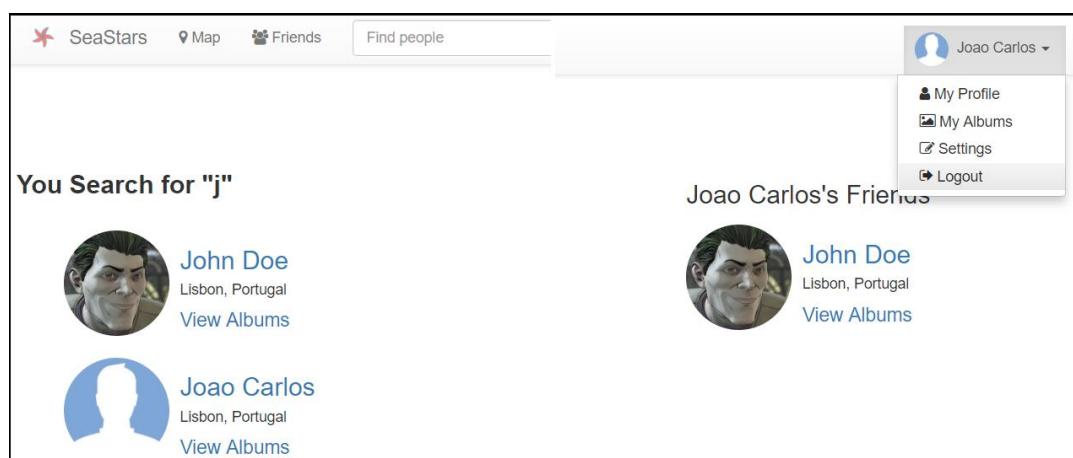 SeaStars Map Friends Find people Joao Carlos
My Profile
My Albums
Settings
Logout
You Search for "j"
John Doe
Lisbon, Portugal
View Albums
Joao Carlos
Lisbon, Portugal
View Albums
Joao Carlos's Friends
John Doe
Lisbon, Portugal
View Albums